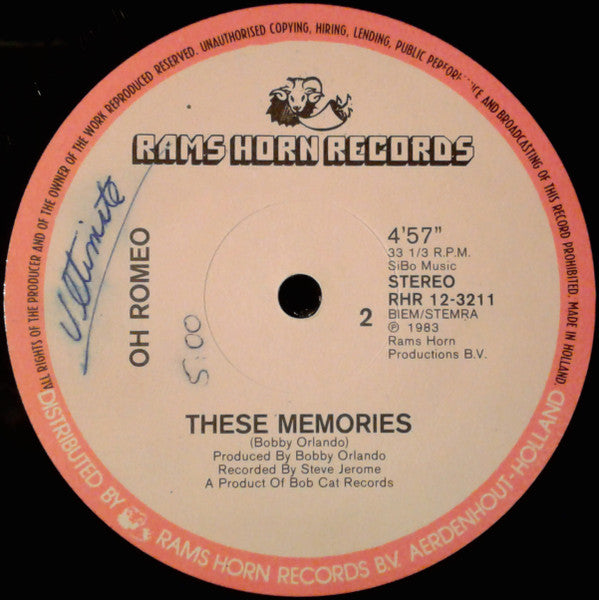 ALL RIGHTS OF THE PRODUCER AND OF THE OWNER OF THE WORK REPRODUCED RESERVED. UNAUTHORISED COPYING, HIRING, LENDING, PUBLIC PERFORMANCE AND BROADCASTING OF THIS RECORD PROHIBITED. MADE IN HOLLAND.
RAMS HORN RECORDS
Ultimate
OH ROMEO
5:00
4'57"
33 1/3 R.P.M.
SiBo Music
STEREO
RHR 12-3211
2
BIEM/STEMRA
℗ 1983
Rams Horn
Productions B.V.
THESE MEMORIES
(Bobby Orlando)
Produced By Bobby Orlando
Recorded By Steve Jerome
A Product Of Bob Cat Records
DISTRIBUTED BY RAMS HORN RECORDS B.V. AERDENHOUT-HOLLAND